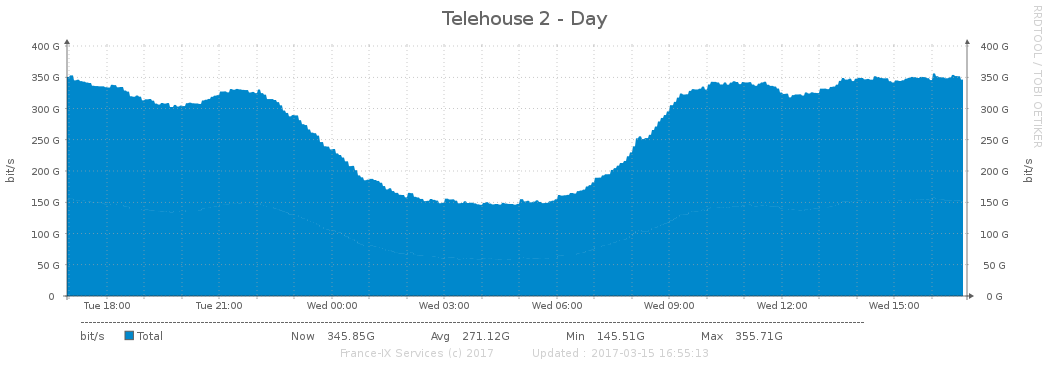 Telehouse 2 - Day
RRDTOOL / TOBI OETIKER
bit/s
400 G
350 G
300 G
250 G
200 G
150 G
100 G
50 G
0
400 G
350 G
300 G
250 G
200 G
150 G
100 G
50 G
0 G
bit/s
Tue 18:00 Tue 21:00 Wed 00:00 Wed 03:00 Wed 06:00 Wed 09:00 Wed 12:00 Wed 15:00
bit/s Total Now 345.85G Avg 271.12G Min 145.51G Max 355.71G
France-IX Services (c) 2017 Updated : 2017-03-15 16:55:13